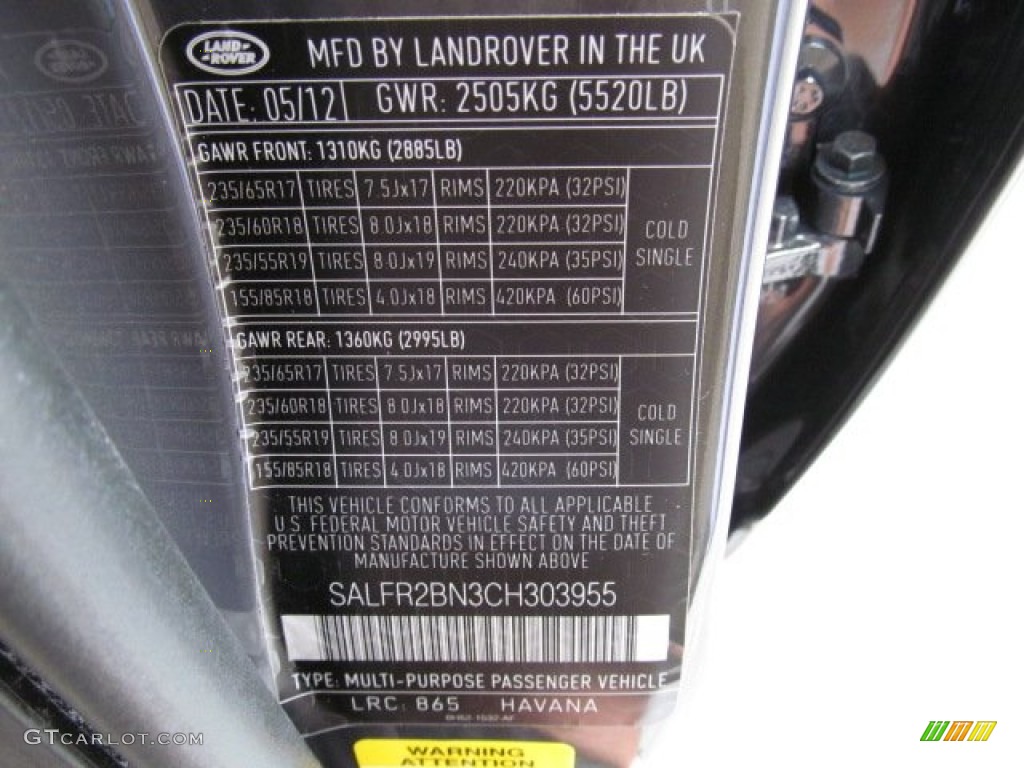 LAND ROVER
MFD BY LANDROVER IN THE UK
DATE: 05/12 GWR: 2505KG (5520LB)
GAWR FRONT: 1310KG (2885LB)
235/65R17 TIRES 7.5Jx17 RIMS 220KPA (32PSI)
235/60R18 TIRES 8.0Jx18 RIMS 220KPA (32PSI)
235/55R19 TIRES 8.0Jx19 RIMS 240KPA (35PSI)
155/85R18 TIRES 4.0Jx18 RIMS 420KPA (60PSI)
COLD
SINGLE
GAWR REAR: 1360KG (2995LB)
235/65R17 TIRES 7.5Jx17 RIMS 220KPA (32PSI)
235/60R18 TIRES 8.0Jx18 RIMS 220KPA (32PSI)
235/55R19 TIRES 8.0Jx19 RIMS 240KPA (35PSI)
155/85R18 TIRES 4.0Jx18 RIMS 420KPA (60PSI)
COLD
SINGLE
THIS VEHICLE CONFORMS TO ALL APPLICABLE
U.S. FEDERAL MOTOR VEHICLE SAFETY AND THEFT
PREVENTION STANDARDS IN EFFECT ON THE DATE OF
MANUFACTURE SHOWN ABOVE
SALFR2BN3CH303955
TYPE: MULTI-PURPOSE PASSENGER VEHICLE
LRC: 865 HAVANA
WARNING
ATTENTION
GTCARLOT.COM